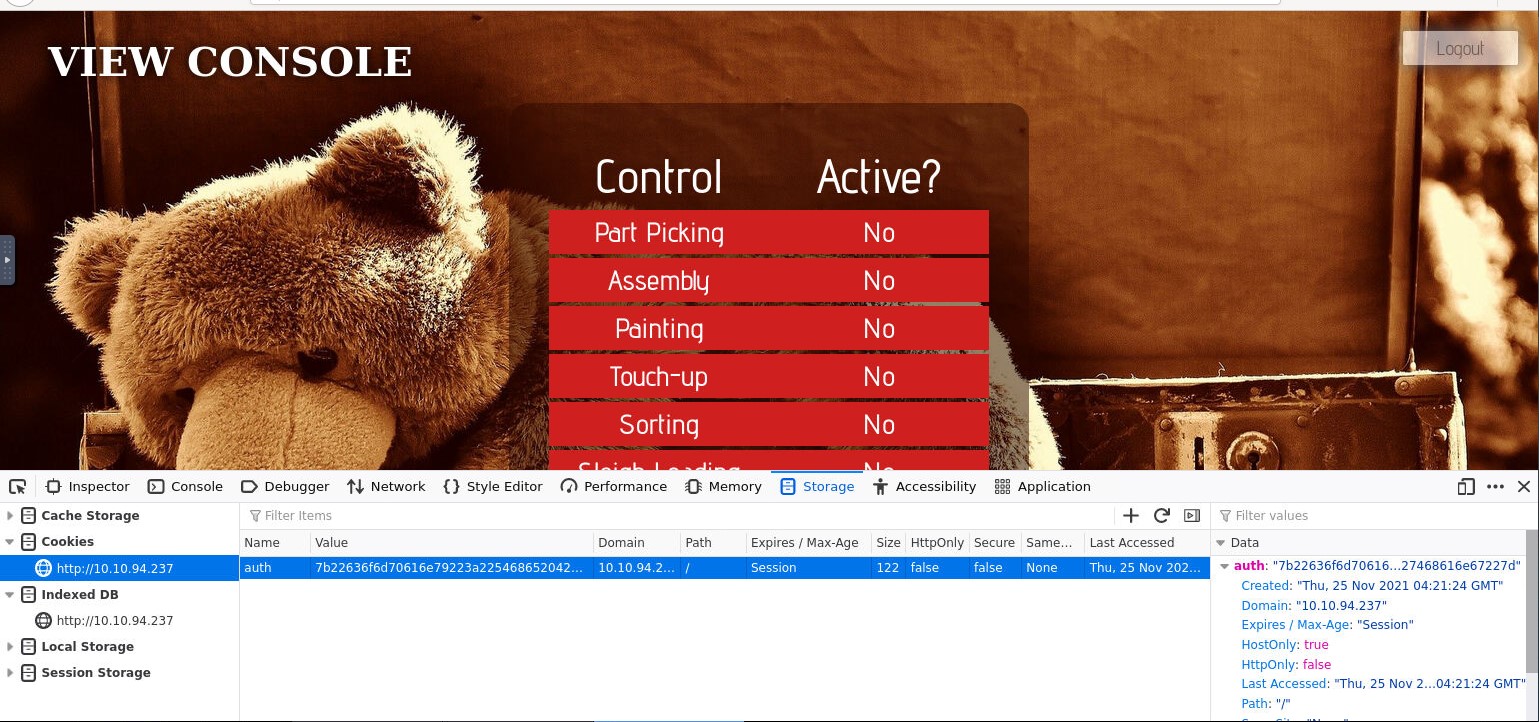 VIEW CONSOLE
Logout
Control Active?
Part Picking No
Assembly No
Painting No
Touch-up No
Sorting No
Sleigh Loading No
Inspector Console Debugger Network Style Editor Performance Memory Storage Accessibility Application
Cache Storage
Cookies
http://10.10.94.237
Indexed DB
http://10.10.94.237
Local Storage
Session Storage
Filter Items
Name Value Domain Path Expires / Max-Age Size HttpOnly Secure Same… Last Accessed
auth 7b22636f6d70616e79223a225468652042… 10.10.94.2… / Session 122 false false None Thu, 25 Nov 202…
Filter values
Data
auth: "7b22636f6d70616…27468616e67227d"
Created: "Thu, 25 Nov 2021 04:21:24 GMT"
Domain: "10.10.94.237"
Expires / Max-Age: "Session"
HostOnly: true
HttpOnly: false
Last Accessed: "Thu, 25 Nov 2…04:21:24 GMT"
Path: "/"